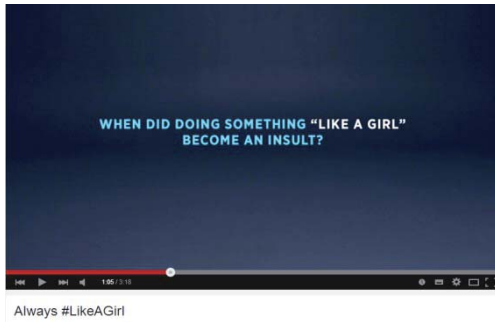 WHEN DID DOING SOMETHING “LIKE A GIRL”
BECOME AN INSULT?
1:05 / 3:18
Always #LikeAGirl